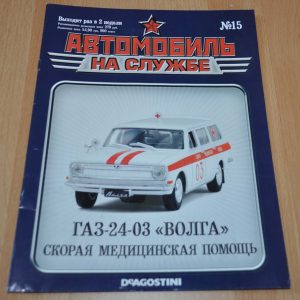 Выходит раз в 2 недели
№15
АВТОМОБИЛЬ
НА СЛУЖБЕ
03
ГАЗ-24-03 «ВОЛГА»
СКОРАЯ МЕДИЦИНСКАЯ ПОМОЩЬ
DEAGOSTINI